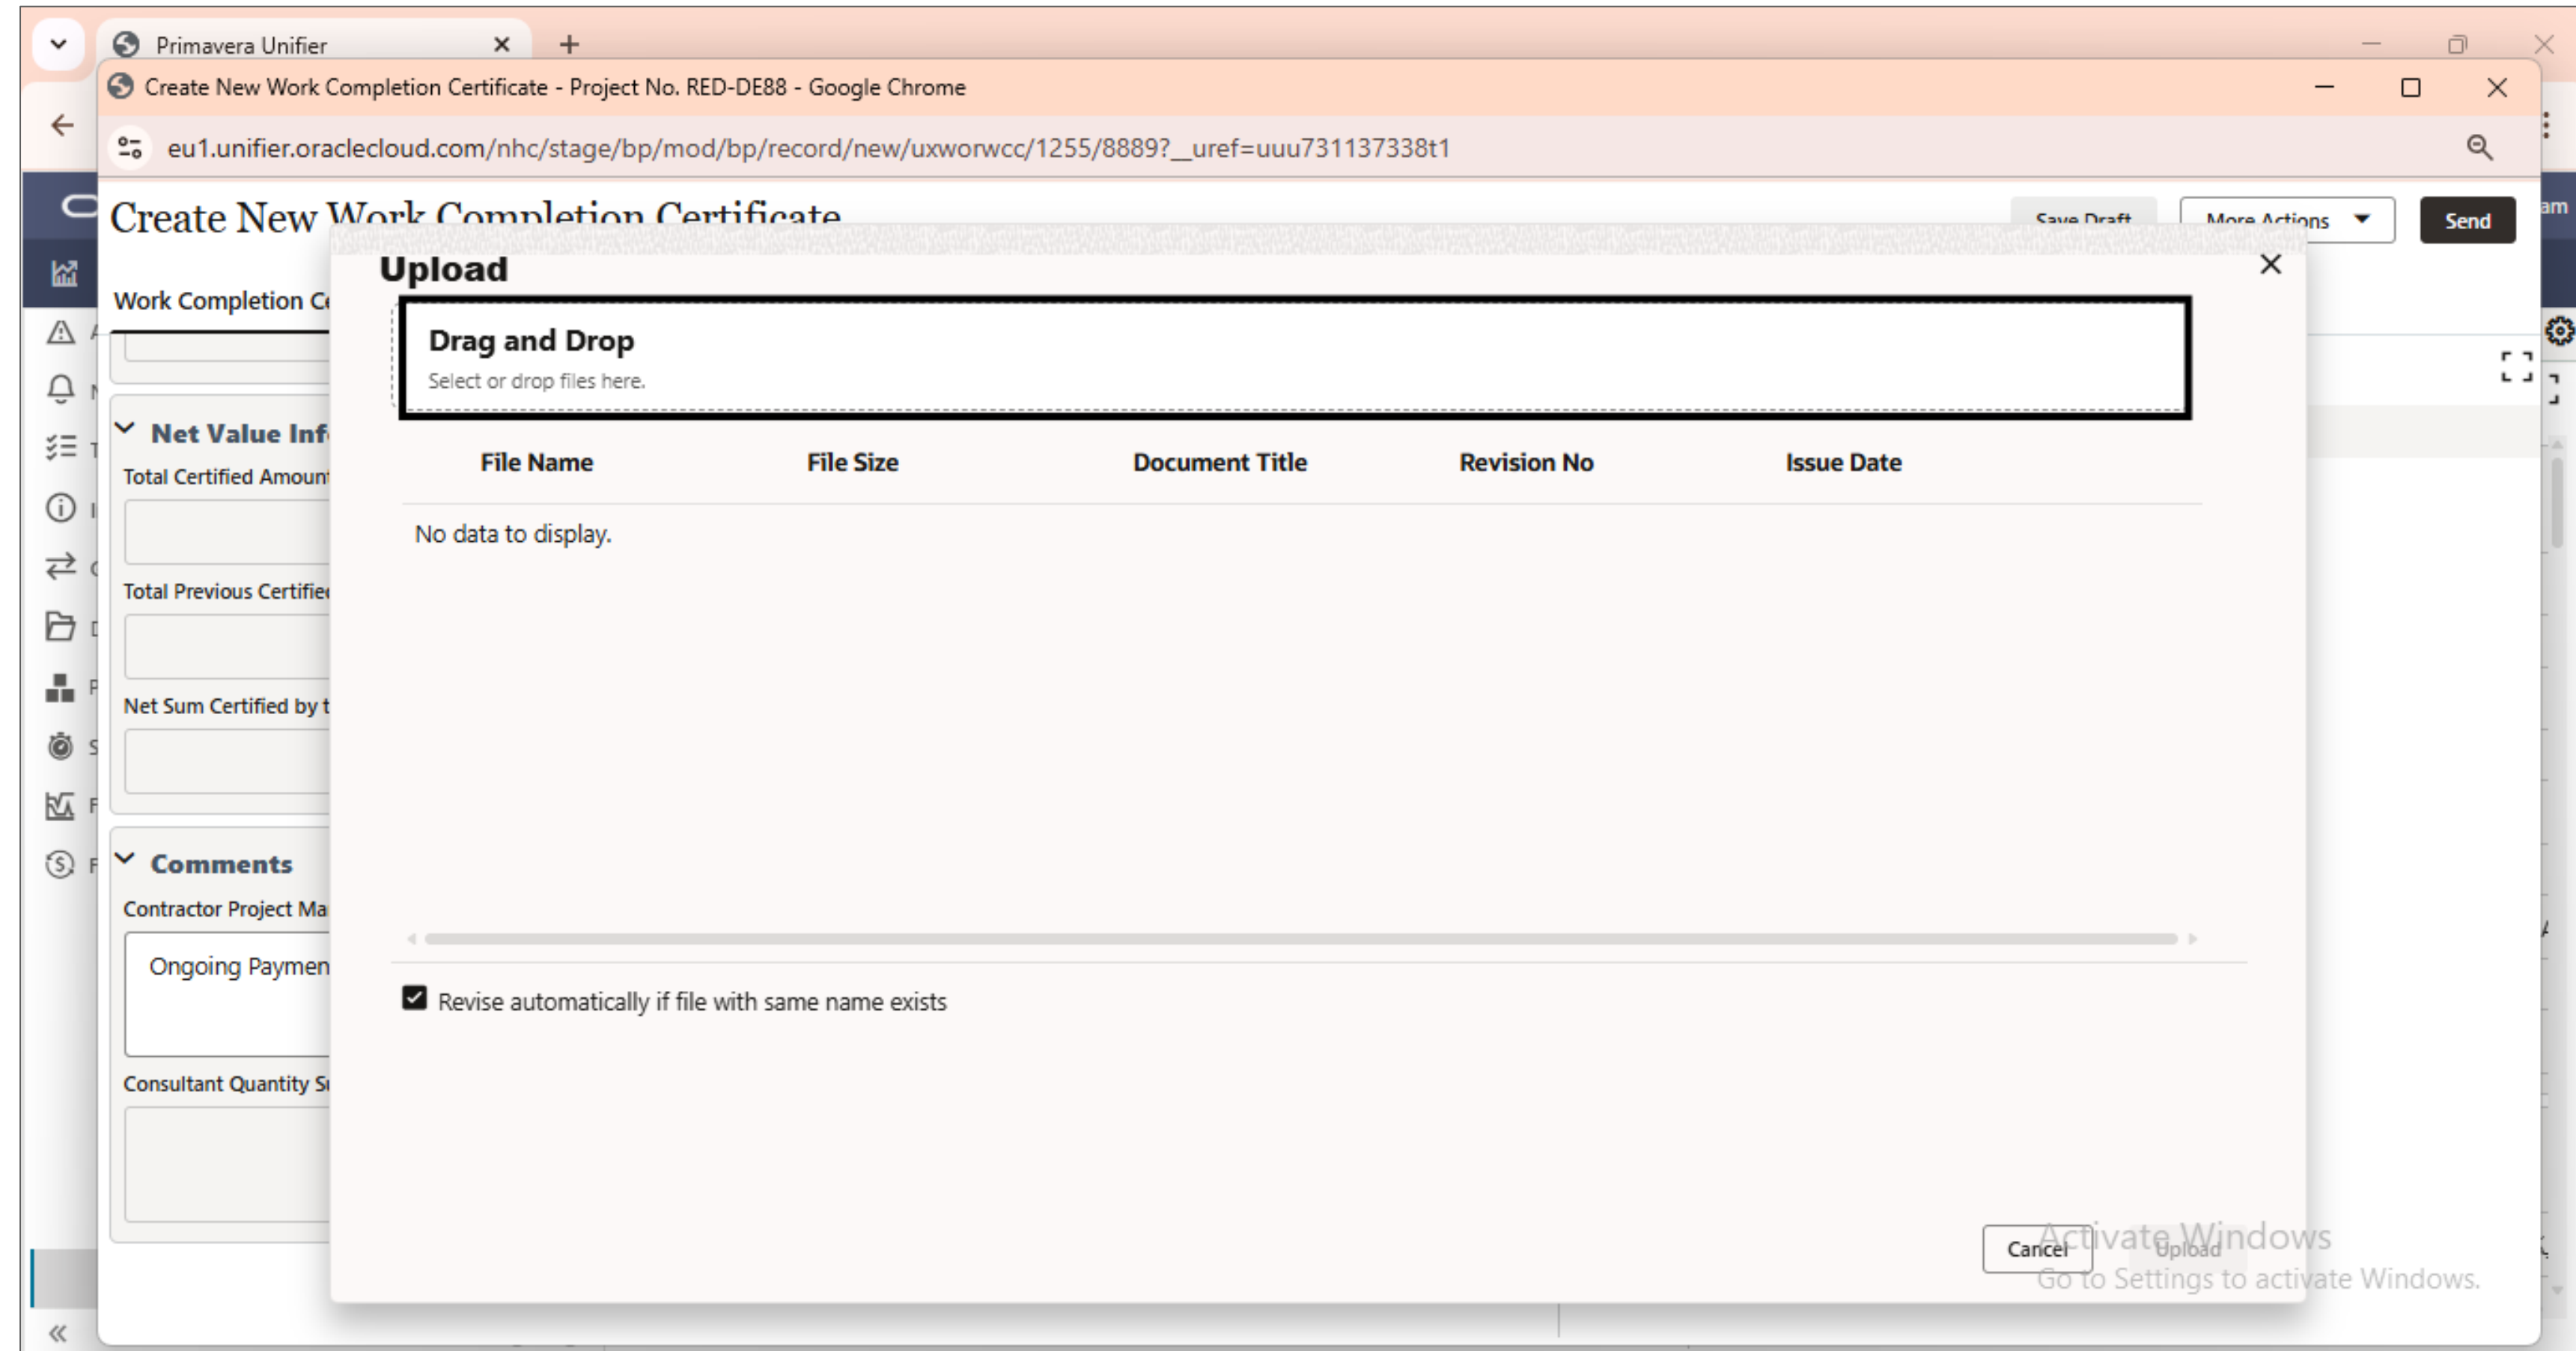 Primavera Unifier
Create New Work Completion Certificate - Project No. RED-DE88 - Google Chrome
eu1.unifier.oraclecloud.com/nhc/stage/bp/mod/bp/record/new/uxworwcc/1255/8889?__uref=uuu731137338t1
Create New Work Completion Certificate
Save Draft
More Actions
Send
am
Work Completion Ce
Upload
Drag and Drop
Select or drop files here.
File Name File Size Document Title Revision No Issue Date
No data to display.
Net Value Inf
Total Certified Amount
Total Previous Certified
Net Sum Certified by t
Comments
Contractor Project Ma
Ongoing Paymen
Consultant Quantity Su
Revise automatically if file with same name exists
Cancel
Upload
Activate Windows
Go to Settings to activate Windows.